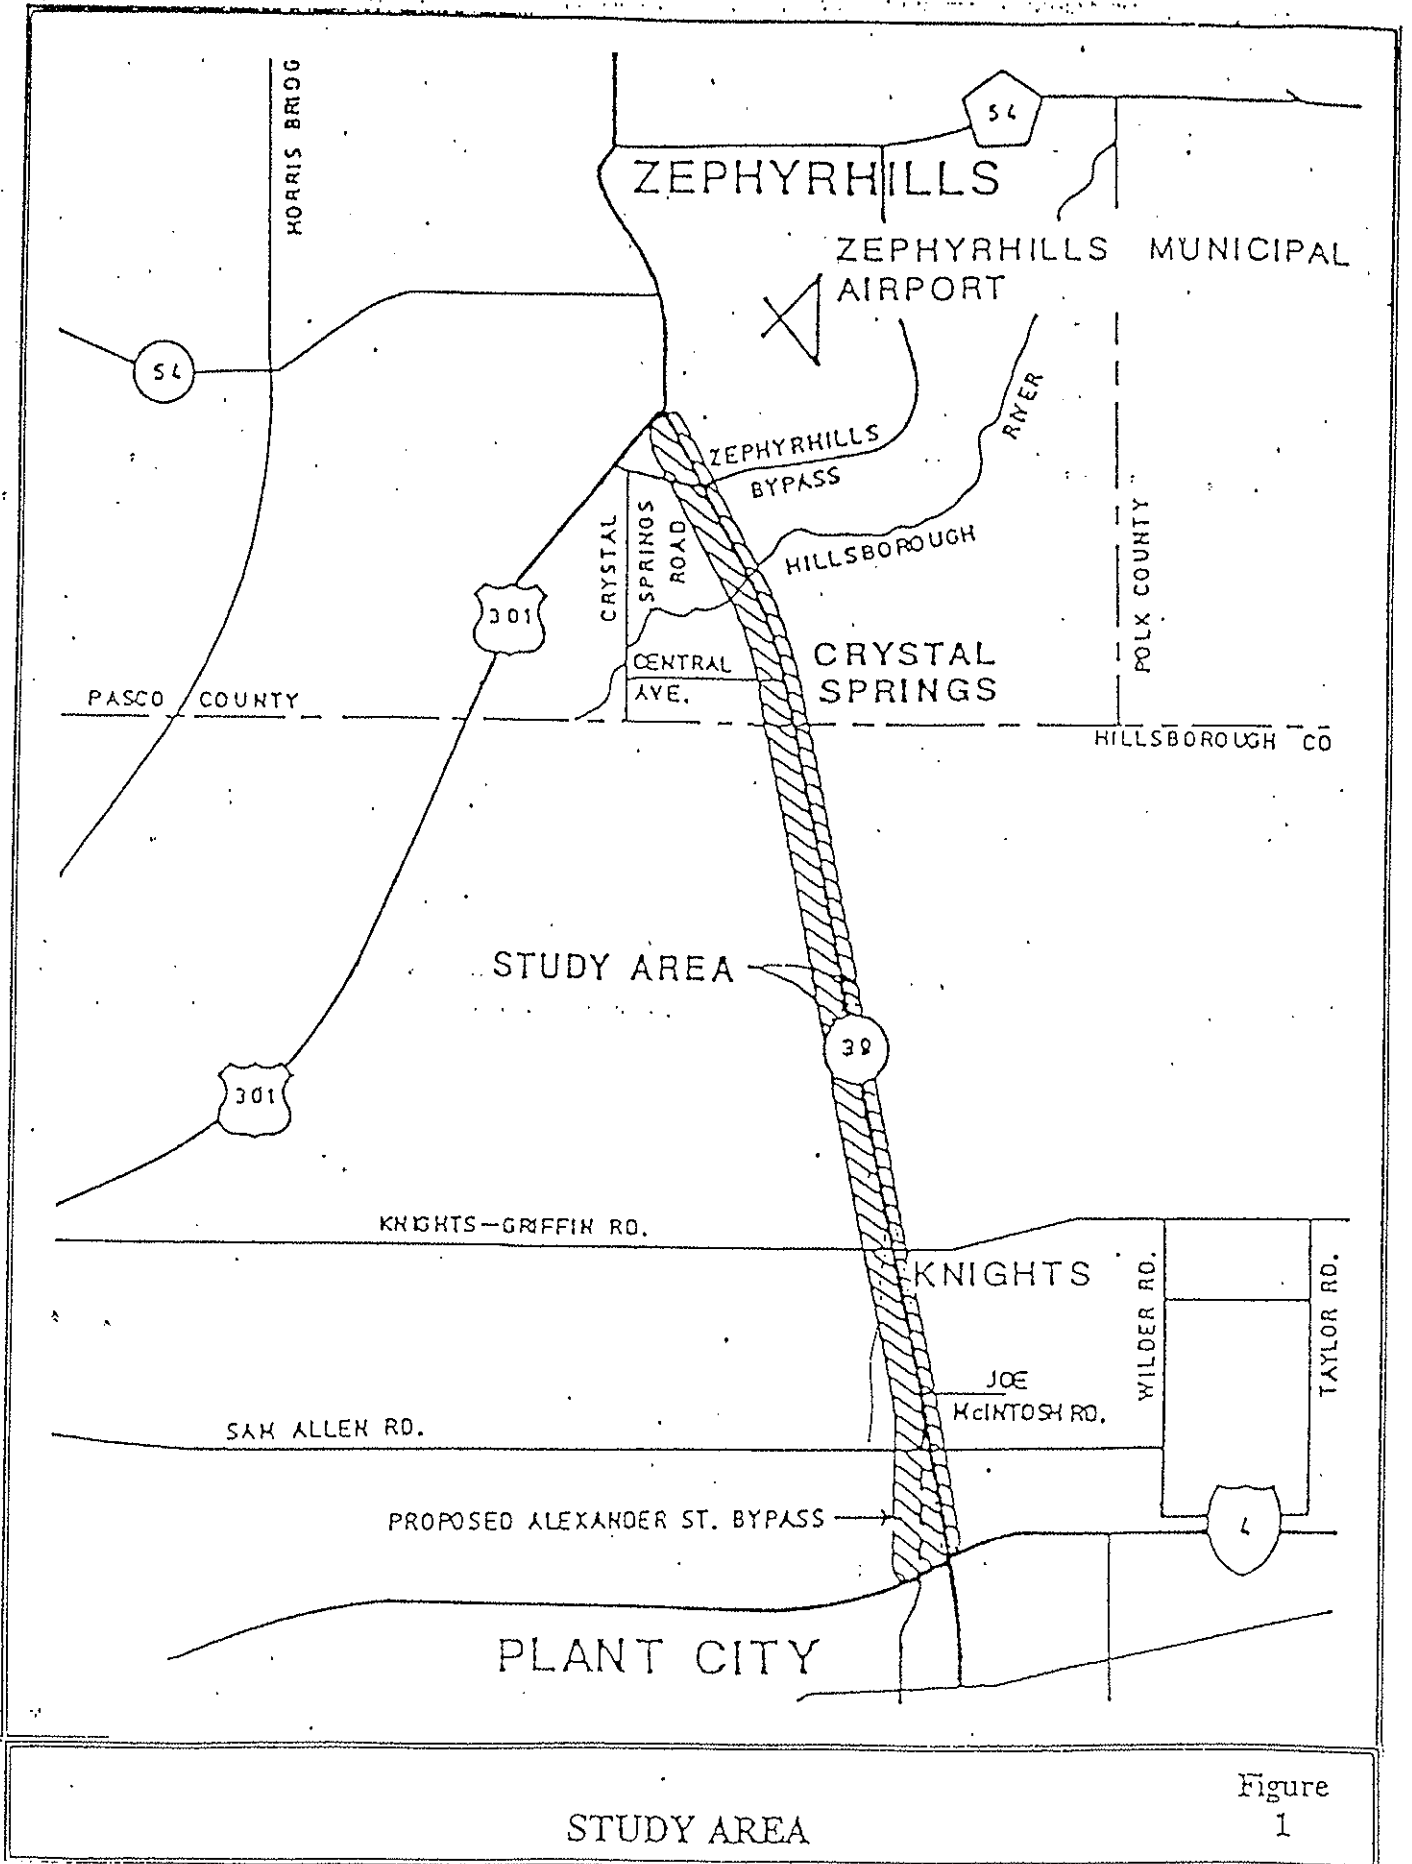 MORRIS BRIDG
54
ZEPHYRHILLS
ZEPHYRHILLS MUNICIPAL
AIRPORT
54
RIVER
ZEPHYRHILLS
BYPASS
HILLSBOROUGH
CRYSTAL
SPRINGS
ROAD
301
POLK COUNTY
CENTRAL
AVE.
CRYSTAL
SPRINGS
PASCO COUNTY
HILLSBOROUGH CO
STUDY AREA
39
301
KNIGHTS-GRIFFIN RD.
KNIGHTS
WILDER RD.
TAYLOR RD.
JOE
McINTOSH RD.
SAM ALLEN RD.
PROPOSED ALEXANDER ST. BYPASS
4
PLANT CITY
Figure
1
STUDY AREA